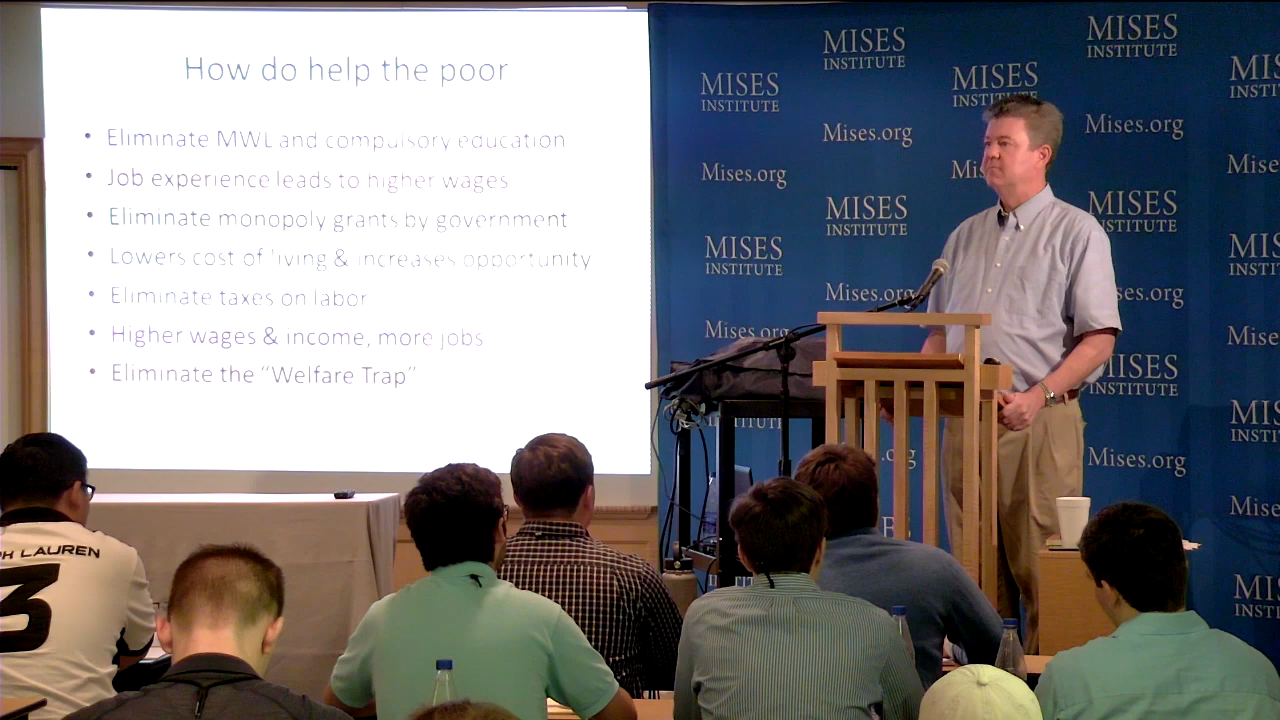 How do help the poor
• Eliminate MWL and compulsory education
• Job experience leads to higher wages
• Eliminate monopoly grants by government
• Lowers cost of living & increases opportunity
• Eliminate taxes on labor
• Higher wages & income, more jobs
• Eliminate the “Welfare Trap”
MISES
INSTITUTE
MISES
INSTITUTE
MISES
INSTITUTE
MISES
INSTITUTE
Mises.org
Mises.org
Mises.org
MISES
INSTITUTE
MISES
INSTITUTE
MISES
INSTITUTE
Mises.org
Mises.org
MISES
INSTITUTE
Mises.org
LAUREN
3